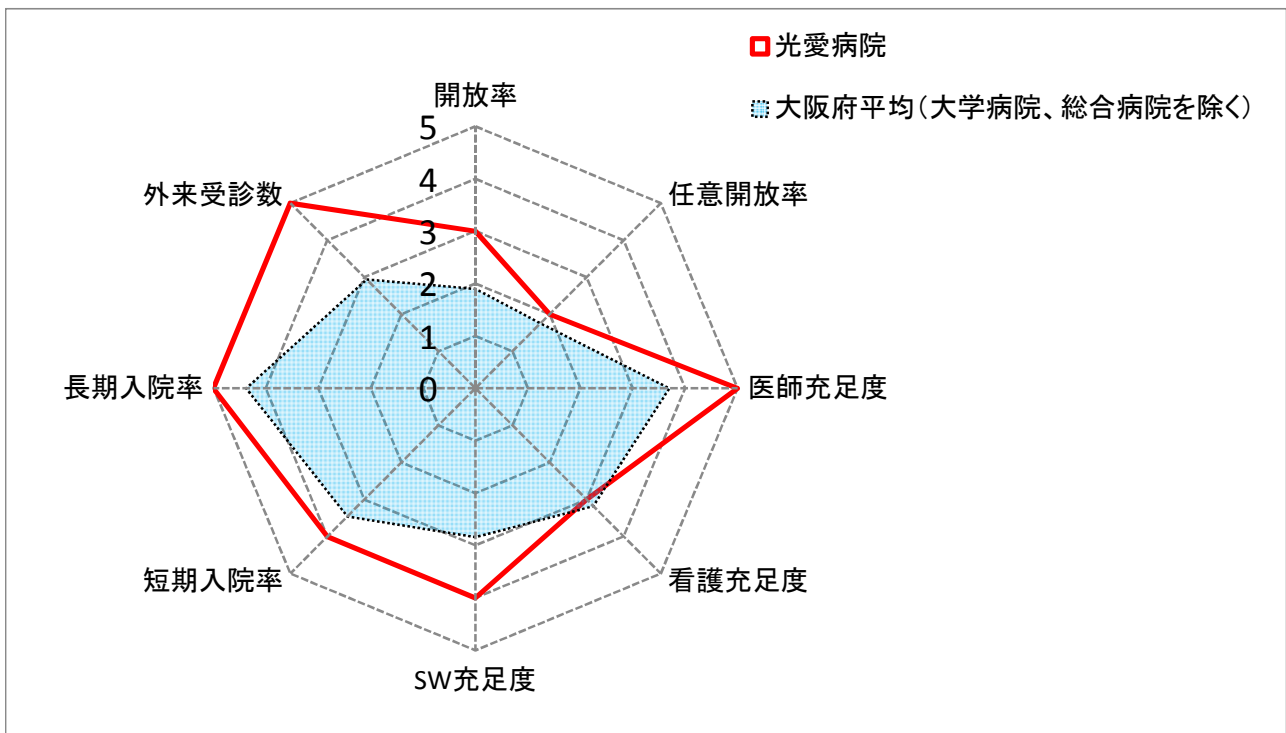 光愛病院
大阪府平均(大学病院、総合病院を除く)
開放率
任意開放率
医師充足度
看護充足度
SW充足度
短期入院率
長期入院率
外来受診数
5
4
3
2
1
0